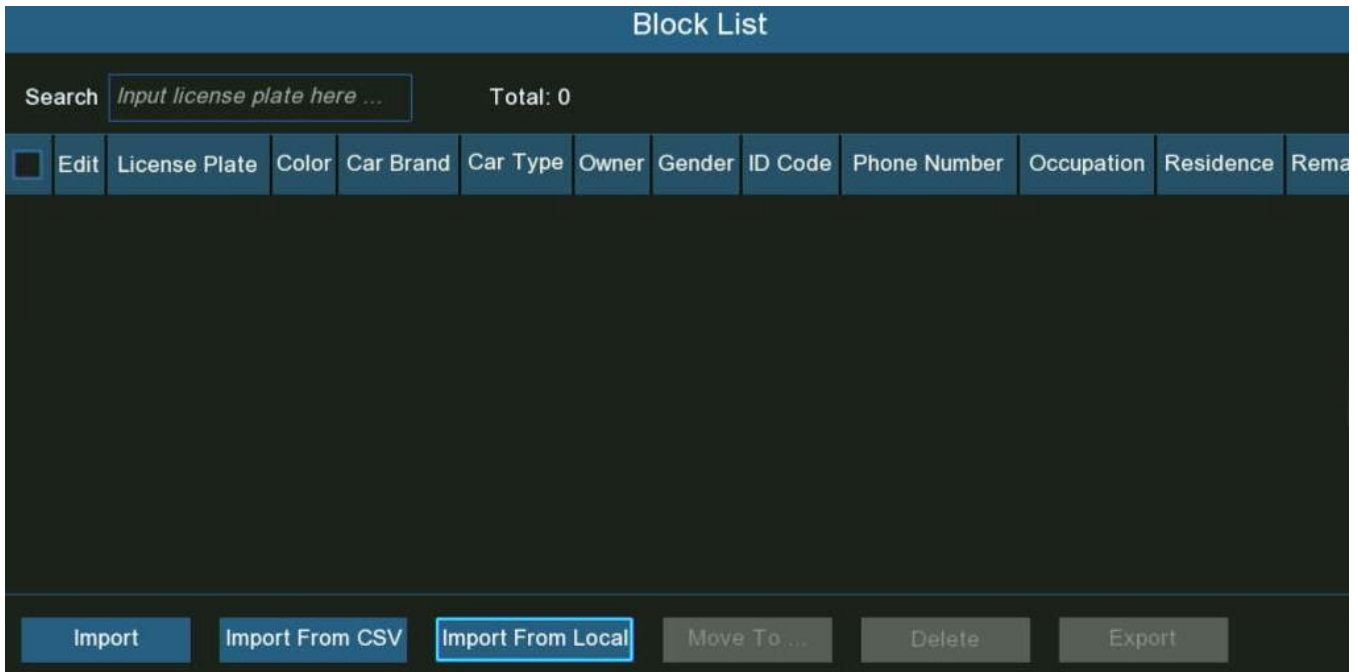 Block List
Search Input license plate here ... Total: 0
Edit License Plate Color Car Brand Car Type Owner Gender ID Code Phone Number Occupation Residence Rema
Import Import From CSV Import From Local Move To ... Delete Export